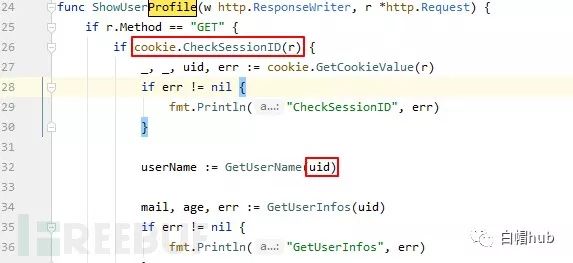 24 func ShowUserProfile(w http.ResponseWriter, r *http.Request) {
25 if r.Method == "GET" {
26 if cookie.CheckSessionID(r) {
27 _, _, uid, err := cookie.GetCookieValue(r)
28 if err != nil {
29 fmt.Println( a...: "CheckSessionID", err)
30 }
31
32 userName := GetUserName(uid)
33
34 mail, age, err := GetUserInfos(uid)
35 if err != nil {
36 fmt.Println( a...: "GetUserInfos", err)
FREEBUF
白帽hub